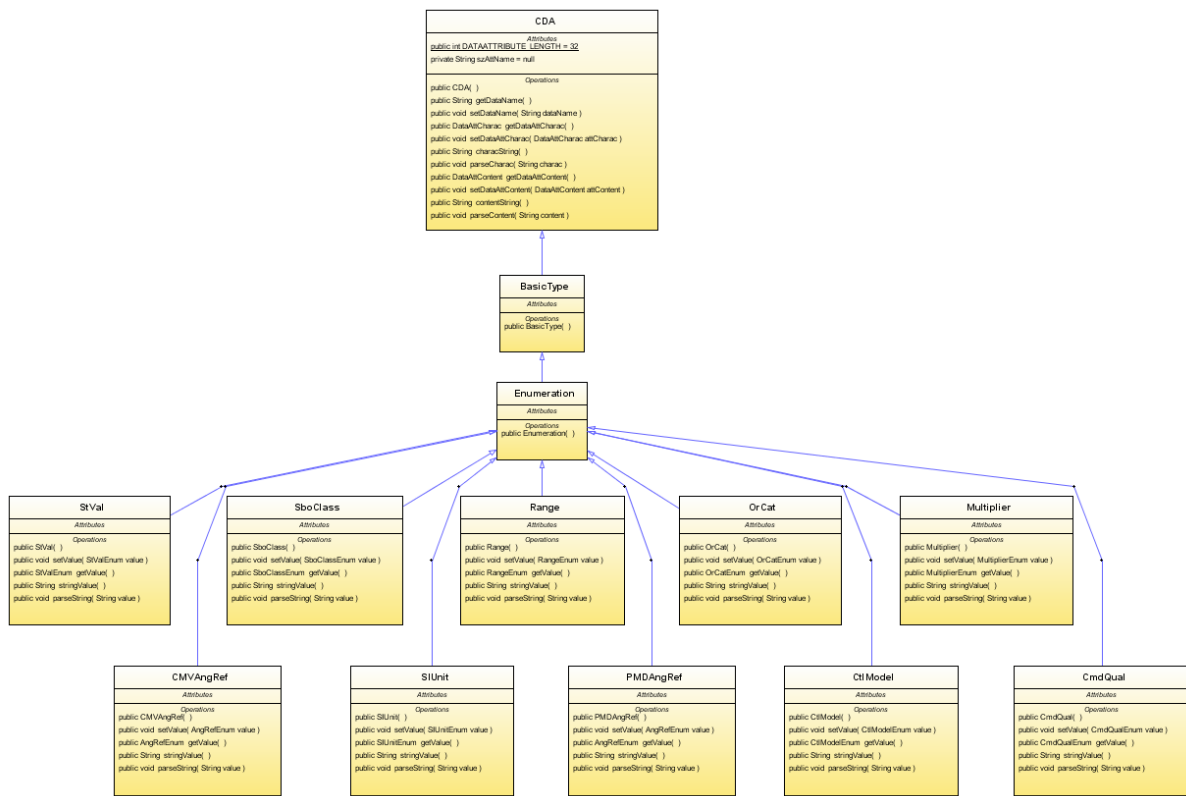 CDA
Attributes
public int DATAATTRIBUTE_LENGTH = 32
private String szAttName = null
Operations
public CDA( )
public String getDataName( )
public void setDataName( String dataName )
public DataAttCharac getDataAttCharac( )
public void setDataAttCharac( DataAttCharac attCharac )
public String characString( )
public void parseCharac( String charac )
public DataAttContent getDataAttContent( )
public void setDataAttContent( DataAttContent attContent )
public String contentString( )
public void parseContent( String content )
BasicType
Attributes
Operations
public BasicType( )
Enumeration
Attributes
Operations
public Enumeration( )
StVal
Attributes
Operations
public StVal( )
public void setValue( StValEnum value )
public StValEnum getValue( )
public String stringValue( )
public void parseString( String value )
SboClass
Attributes
Operations
public SboClass( )
public void setValue( SboClassEnum value )
public SboClassEnum getValue( )
public String stringValue( )
public void parseString( String value )
Range
Attributes
Operations
public Range( )
public void setValue( RangeEnum value )
public RangeEnum getValue( )
public String stringValue( )
public void parseString( String value )
OrCat
Attributes
Operations
public OrCat( )
public void setValue( OrCatEnum value )
public OrCatEnum getValue( )
public String stringValue( )
public void parseString( String value )
Multiplier
Attributes
Operations
public Multiplier( )
public void setValue( MultiplierEnum value )
public MultiplierEnum getValue( )
public String stringValue( )
public void parseString( String value )
CMVAngRef
Attributes
Operations
public CMVAngRef( )
public void setValue( AngRefEnum value )
public AngRefEnum getValue( )
public String stringValue( )
public void parseString( String value )
SIUnit
Attributes
Operations
public SIUnit( )
public void setValue( SIUnitEnum value )
public SIUnitEnum getValue( )
public String stringValue( )
public void parseString( String value )
PMDAngRef
Attributes
Operations
public PMDAngRef( )
public void setValue( AngRefEnum value )
public AngRefEnum getValue( )
public String stringValue( )
public void parseString( String value )
CtlModel
Attributes
Operations
public CtlModel( )
public void setValue( CtlModelEnum value )
public CtlModelEnum getValue( )
public String stringValue( )
public void parseString( String value )
CmdQual
Attributes
Operations
public CmdQual( )
public void setValue( CmdQualEnum value )
public CmdQualEnum getValue( )
public String stringValue( )
public void parseString( String value )